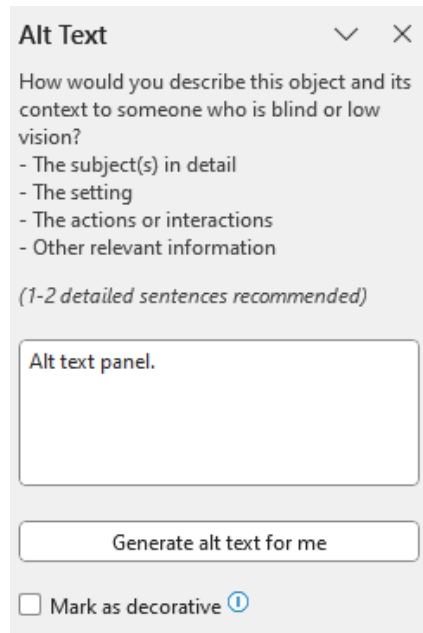 Alt Text
How would you describe this object and its
context to someone who is blind or low
vision?
- The subject(s) in detail
- The setting
- The actions or interactions
- Other relevant information
(1-2 detailed sentences recommended)
Alt text panel.
Generate alt text for me
Mark as decorative